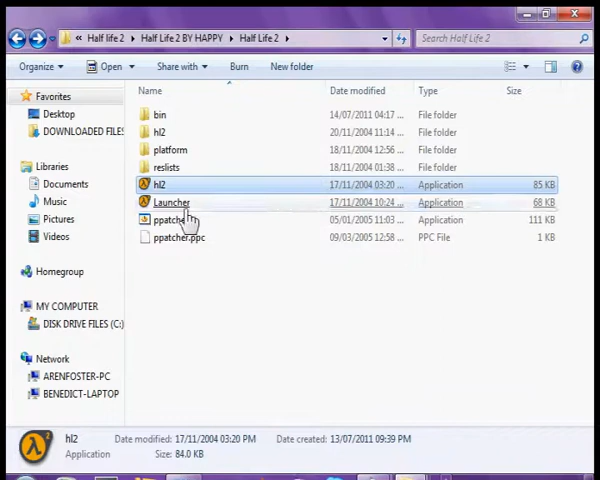 « Half life 2 ▸ Half Life 2 BY HAPPY ▸ Half Life 2 ▸
Search Half Life 2
Organize ▾ Open ▾ Share with ▾ Burn New folder
Favorites
Desktop
DOWNLOADED FILES
Libraries
Documents
Music
Pictures
Videos
Homegroup
MY COMPUTER
DISK DRIVE FILES (C:)
Network
ARENFOSTER-PC
BENEDICT-LAPTOP
Name Date modified Type Size
bin 14/07/2011 04:17 ... File folder
hl2 20/11/2004 11:14 ... File folder
platform 18/11/2004 12:56 ... File folder
reslists 18/11/2004 01:38 ... File folder
hl2 17/11/2004 03:20 ... Application 85 KB
Launcher 17/11/2004 10:24 ... Application 68 KB
ppatche 05/01/2005 11:03 ... Application 111 KB
ppatcher.ppc 09/03/2005 12:58 ... PPC File 1 KB
hl2 Date modified: 17/11/2004 03:20 PM Date created: 13/07/2011 09:39 PM
Application Size: 84.0 KB